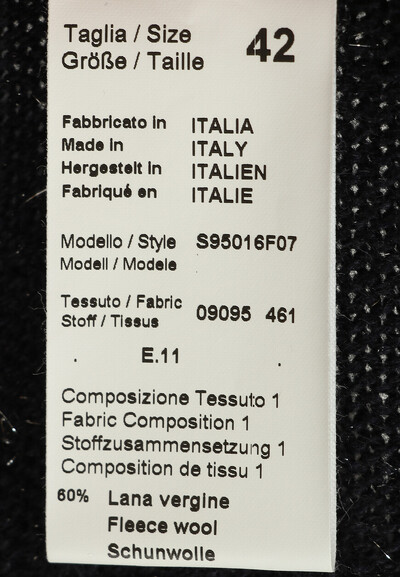 Taglia / Size 42
Größe / Taille
Fabbricato in ITALIA
Made in ITALY
Hergestelt in ITALIEN
Fabriqué en ITALIE
Modello / Style S95016F07
Modell / Modele
Tessuto / Fabric
Stoff / Tissus 09095 461
E.11
Composizione Tessuto 1
Fabric Composition 1
Stoffzusammensetzung 1
Composition de tissu 1
60% Lana vergine
Fleece wool
Schunwolle